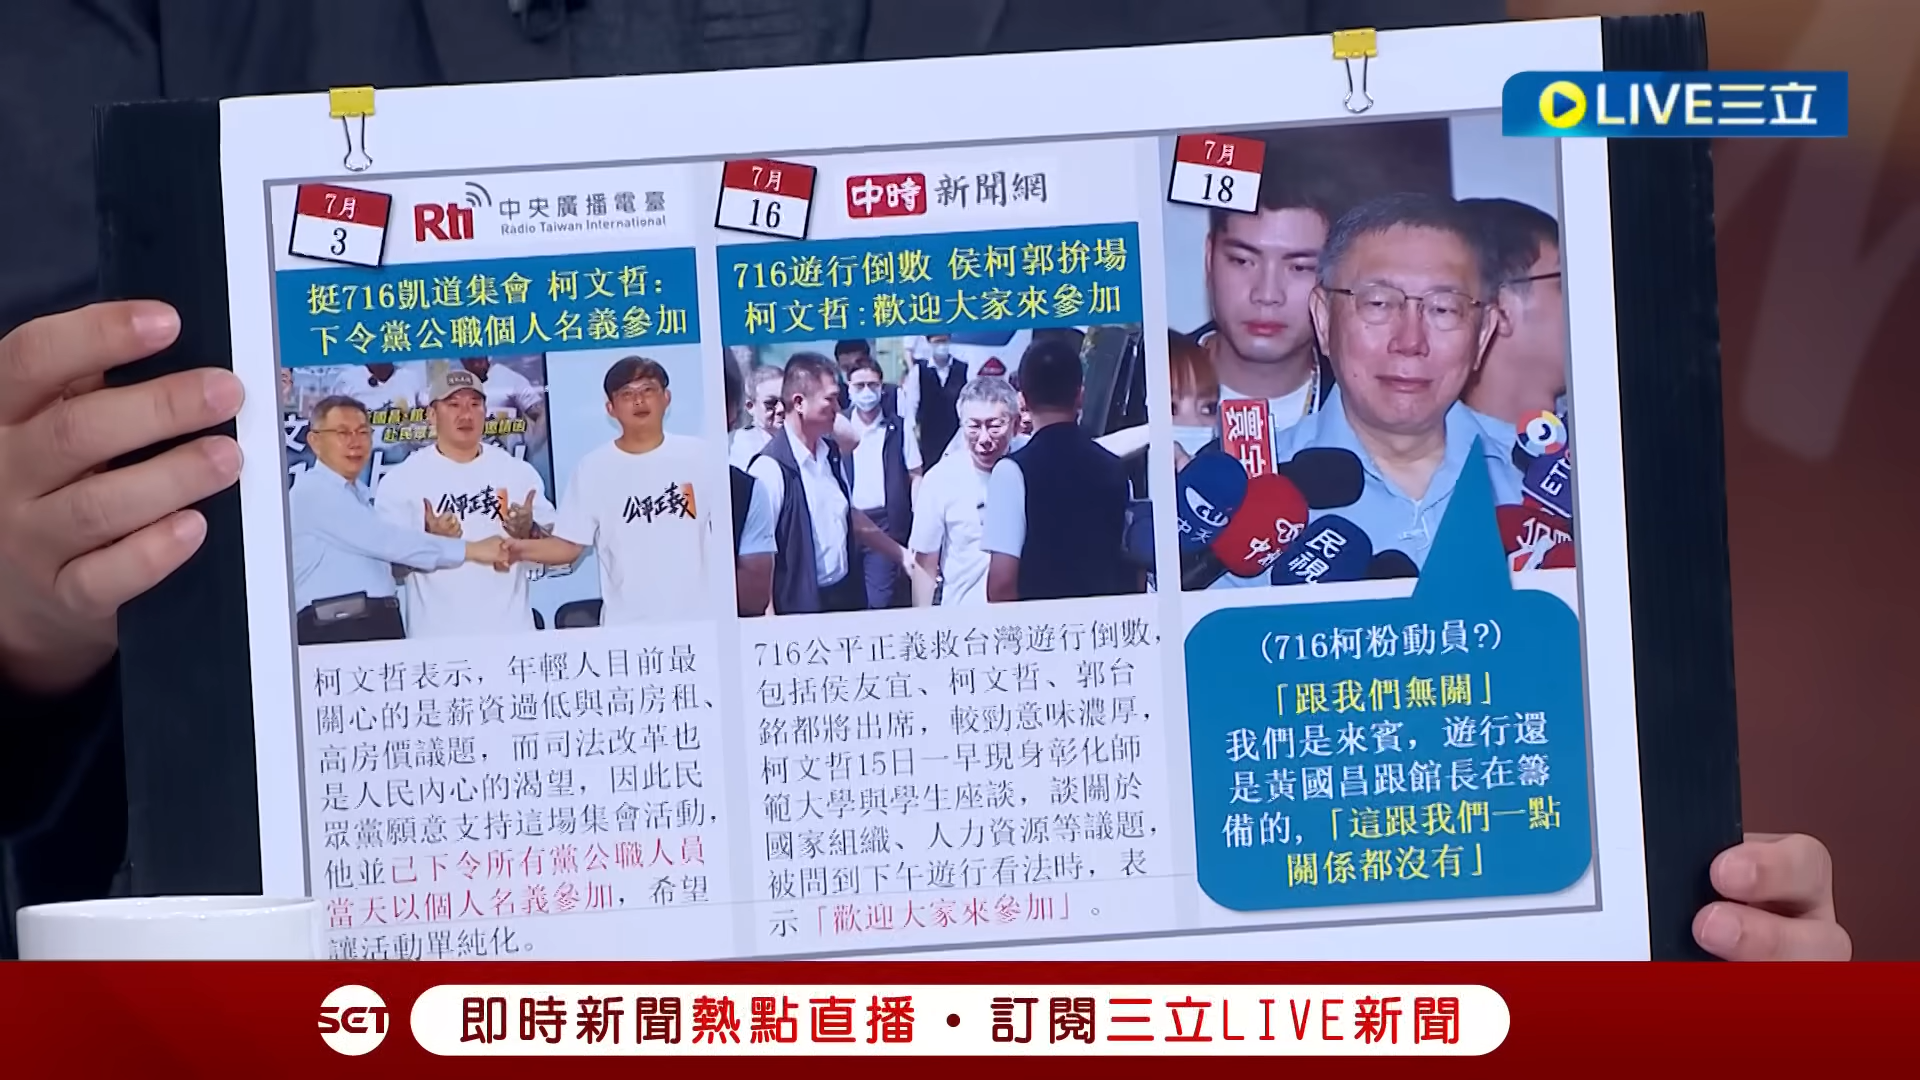 LIVE三立
7月
3
Rti 中央廣播電臺
Radio Taiwan International
挺716凱道集會 柯文哲：
下令黨公職個人名義參加
公平正義
公平正義
柯文哲表示，年輕人目前最
關心的是薪資過低與高房租、
高房價議題，而司法改革也
是人民內心的渴望，因此民
眾黨願意支持這場集會活動，
他並已下令所有黨公職人員
當天以個人名義參加，希望
讓活動單純化。
7月
16
中時 新聞網
716遊行倒數 侯柯郭拚場
柯文哲：歡迎大家來參加
716公平正義救台灣遊行倒數，
包括侯友宜、柯文哲、郭台
銘都將出席，較勁意味濃厚，
柯文哲15日一早現身彰化師
範大學與學生座談，談關於
國家組織、人力資源等議題，
被問到下午遊行看法時，表
示「歡迎大家來參加」。
7月
18
寰宇
中天
民視
(716柯粉動員?)
「跟我們無關」
我們是來賓，遊行還
是黃國昌跟館長在籌
備的，「這跟我們一點
關係都沒有」
SET
即時新聞熱點直播・訂閱三立LIVE新聞